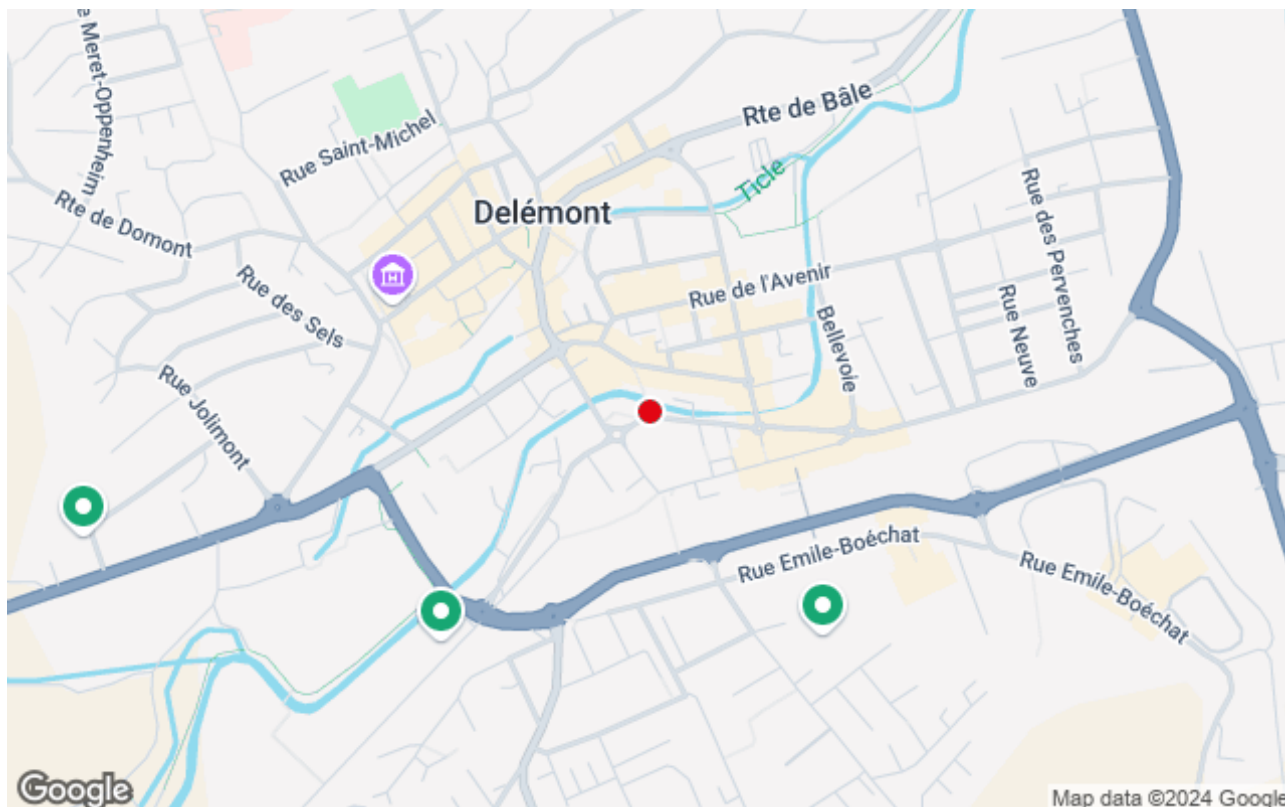 e Meret-Oppenheim
Rue Saint-Michel
Rte de Bâle
Ticle
Rte de Domont
Delémont
Rue des Pervenches
Rue de l'Avenir
Rue des Sels
Bellevoie
Rue Neuve
Rue Jolimont
Rue Emile-Boéchat
Rue Emile-Boéchat
Google
Map data ©2024 Google